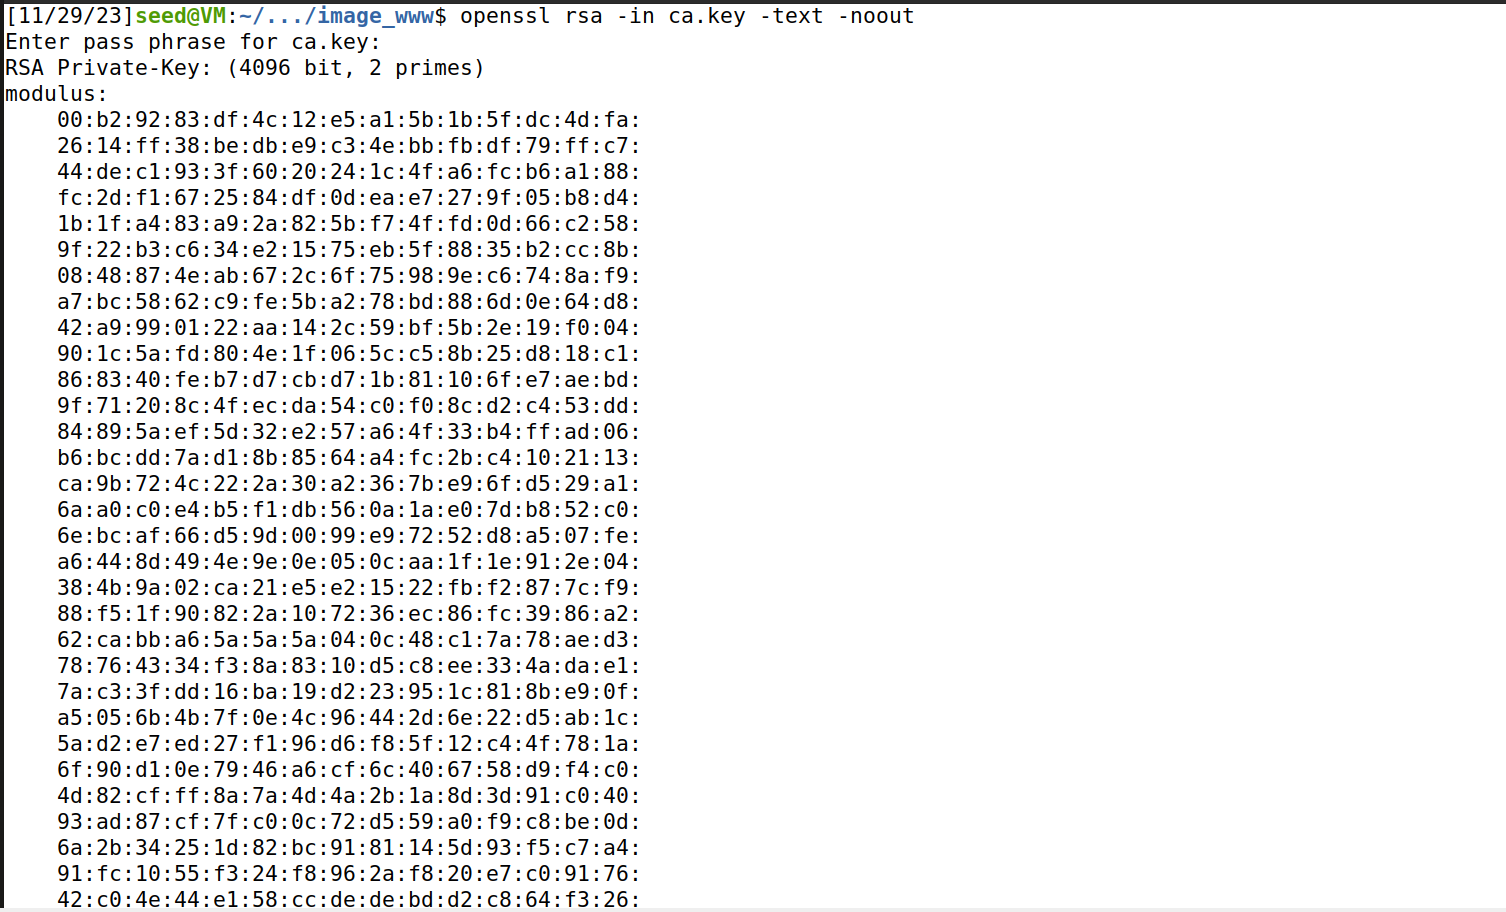 [11/29/23]seed@VM:~/.../image_www$ openssl rsa -in ca.key -text -noout
Enter pass phrase for ca.key:
RSA Private-Key: (4096 bit, 2 primes)
modulus:
    00:b2:92:83:df:4c:12:e5:a1:5b:1b:5f:dc:4d:fa:
    26:14:ff:38:be:db:e9:c3:4e:bb:fb:df:79:ff:c7:
    44:de:c1:93:3f:60:20:24:1c:4f:a6:fc:b6:a1:88:
    fc:2d:f1:67:25:84:df:0d:ea:e7:27:9f:05:b8:d4:
    1b:1f:a4:83:a9:2a:82:5b:f7:4f:fd:0d:66:c2:58:
    9f:22:b3:c6:34:e2:15:75:eb:5f:88:35:b2:cc:8b:
    08:48:87:4e:ab:67:2c:6f:75:98:9e:c6:74:8a:f9:
    a7:bc:58:62:c9:fe:5b:a2:78:bd:88:6d:0e:64:d8:
    42:a9:99:01:22:aa:14:2c:59:bf:5b:2e:19:f0:04:
    90:1c:5a:fd:80:4e:1f:06:5c:c5:8b:25:d8:18:c1:
    86:83:40:fe:b7:d7:cb:d7:1b:81:10:6f:e7:ae:bd:
    9f:71:20:8c:4f:ec:da:54:c0:f0:8c:d2:c4:53:dd:
    84:89:5a:ef:5d:32:e2:57:a6:4f:33:b4:ff:ad:06:
    b6:bc:dd:7a:d1:8b:85:64:a4:fc:2b:c4:10:21:13:
    ca:9b:72:4c:22:2a:30:a2:36:7b:e9:6f:d5:29:a1:
    6a:a0:c0:e4:b5:f1:db:56:0a:1a:e0:7d:b8:52:c0:
    6e:bc:af:66:d5:9d:00:99:e9:72:52:d8:a5:07:fe:
    a6:44:8d:49:4e:9e:0e:05:0c:aa:1f:1e:91:2e:04:
    38:4b:9a:02:ca:21:e5:e2:15:22:fb:f2:87:7c:f9:
    88:f5:1f:90:82:2a:10:72:36:ec:86:fc:39:86:a2:
    62:ca:bb:a6:5a:5a:5a:04:0c:48:c1:7a:78:ae:d3:
    78:76:43:34:f3:8a:83:10:d5:c8:ee:33:4a:da:e1:
    7a:c3:3f:dd:16:ba:19:d2:23:95:1c:81:8b:e9:0f:
    a5:05:6b:4b:7f:0e:4c:96:44:2d:6e:22:d5:ab:1c:
    5a:d2:e7:ed:27:f1:96:d6:f8:5f:12:c4:4f:78:1a:
    6f:90:d1:0e:79:46:a6:cf:6c:40:67:58:d9:f4:c0:
    4d:82:cf:ff:8a:7a:4d:4a:2b:1a:8d:3d:91:c0:40:
    93:ad:87:cf:7f:c0:0c:72:d5:59:a0:f9:c8:be:0d:
    6a:2b:34:25:1d:82:bc:91:81:14:5d:93:f5:c7:a4:
    91:fc:10:55:f3:24:f8:96:2a:f8:20:e7:c0:91:76:
    42:c0:4e:44:e1:58:cc:de:de:bd:d2:c8:64:f3:26: